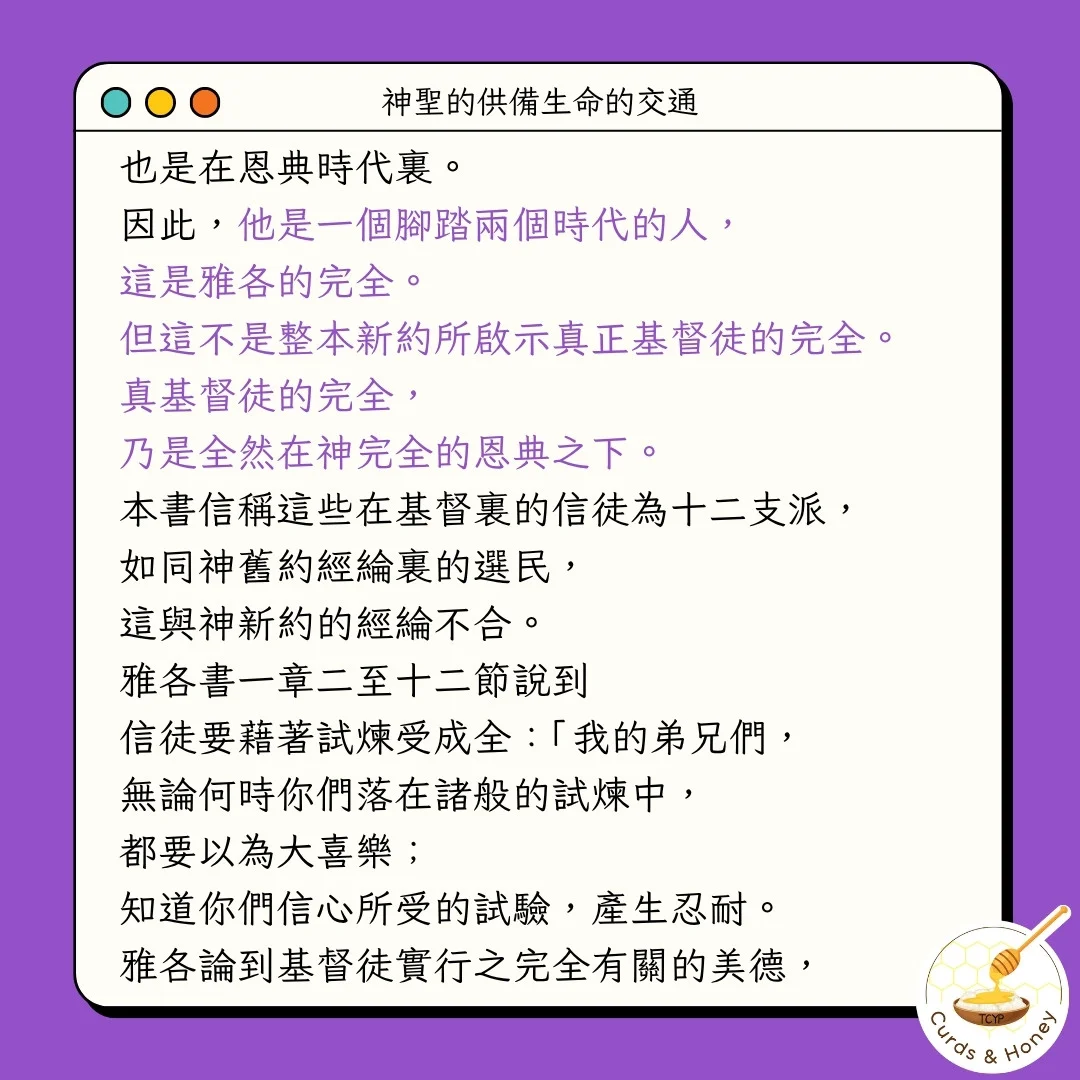 神聖的供備生命的交通
也是在恩典時代裏。
因此，他是一個腳踏兩個時代的人，
這是雅各的完全。
但這不是整本新約所啟示真正基督徒的完全。
真基督徒的完全，
乃是全然在神完全的恩典之下。
本書信稱這些在基督裏的信徒為十二支派，
如同神舊約經綸裏的選民，
這與神新約的經綸不合。
雅各書一章二至十二節說到
信徒要藉著試煉受成全：「我的弟兄們，
無論何時你們落在諸般的試煉中，
都要以為大喜樂；
知道你們信心所受的試驗，產生忍耐。
雅各論到基督徒實行之完全有關的美德，
TCYP
Curds & Honey